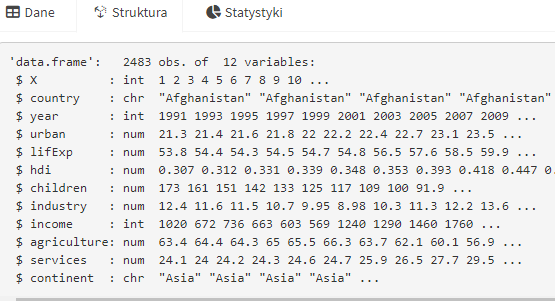 Dane Struktura Statystyki
'data.frame':   2483 obs. of  12 variables:
 $ X          : int  1 2 3 4 5 6 7 8 9 10 ...
 $ country    : chr  "Afghanistan" "Afghanistan" "Afghanistan" "Afghanistan"
 $ year       : int  1991 1993 1995 1997 1999 2001 2003 2005 2007 2009 ...
 $ urban      : num  21.3 21.4 21.6 21.8 22 22.2 22.4 22.7 23.1 23.5 ...
 $ lifExp     : num  53.8 54.4 54.3 54.5 54.7 54.8 56.5 57.6 58.5 59.9 ...
 $ hdi        : num  0.307 0.312 0.331 0.339 0.348 0.353 0.393 0.418 0.447 0.
 $ children   : num  173 161 151 142 133 125 117 109 100 91.9 ...
 $ industry   : num  12.4 11.6 11.5 10.7 9.95 8.98 10.3 11.3 12.2 13.6 ...
 $ income     : int  1020 672 736 663 603 569 1240 1290 1460 1760 ...
 $ agriculture: num  63.4 64.4 64.3 65 65.5 66.3 63.7 62.1 60.1 56.9 ...
 $ services   : num  24.1 24 24.2 24.3 24.6 24.7 25.9 26.5 27.7 29.5 ...
 $ continent  : chr  "Asia" "Asia" "Asia" "Asia" ...